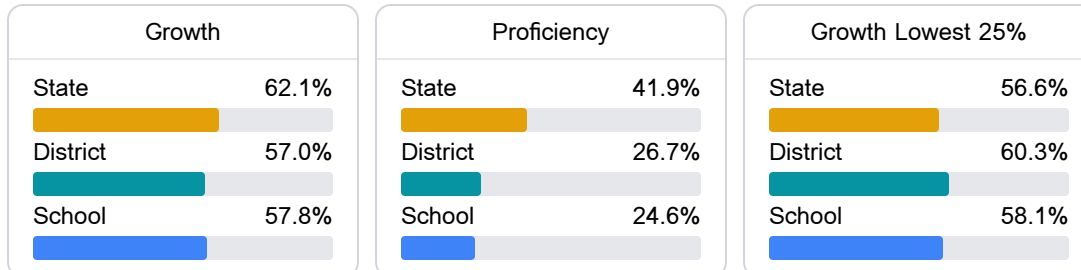 Growth
State 62.1%
District 57.0%
School 57.8%
Proficiency
State 41.9%
District 26.7%
School 24.6%
Growth Lowest 25%
State 56.6%
District 60.3%
School 58.1%